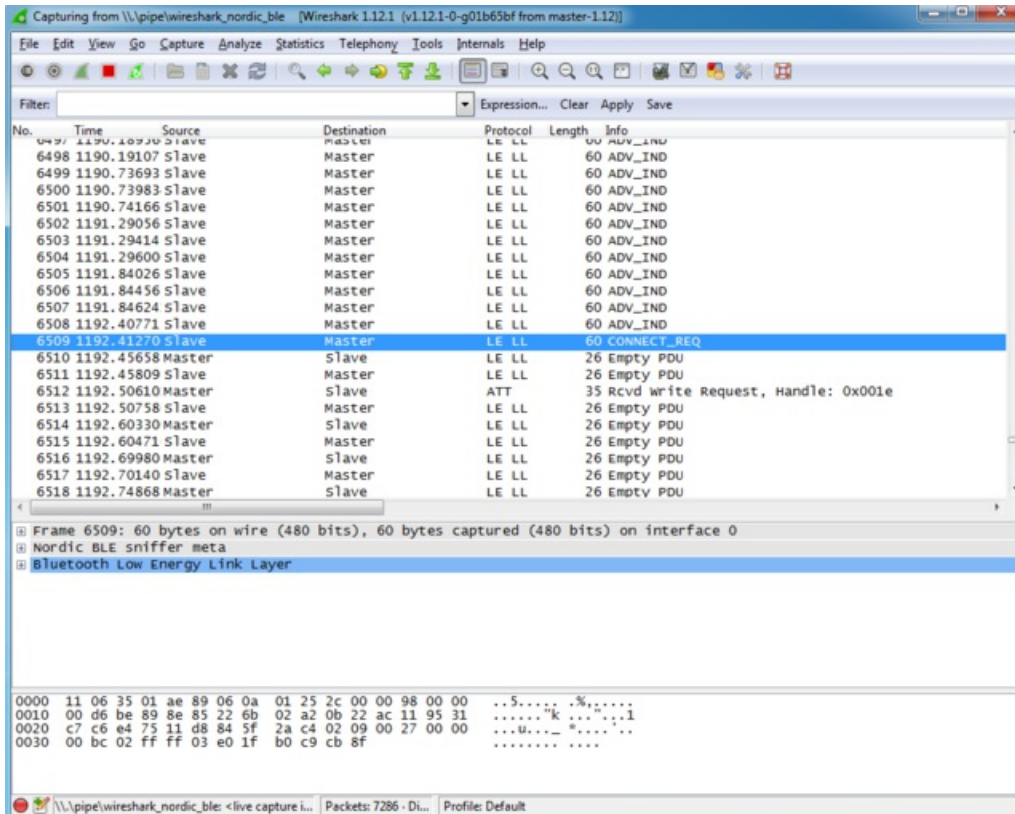 Capturing from \\.\pipe\wireshark_nordic_ble [Wireshark 1.12.1 (v1.12.1-0-g01b65bf from master-1.12)]
File Edit View Go Capture Analyze Statistics Telephony Tools Internals Help
Filter: Expression... Clear Apply Save
No. Time Source Destination Protocol Length Info
6497 1190.18936 Slave Master LE LL 60 ADV_IND
6498 1190.19107 Slave Master LE LL 60 ADV_IND
6499 1190.73693 Slave Master LE LL 60 ADV_IND
6500 1190.73983 Slave Master LE LL 60 ADV_IND
6501 1190.74166 Slave Master LE LL 60 ADV_IND
6502 1191.29056 Slave Master LE LL 60 ADV_IND
6503 1191.29414 Slave Master LE LL 60 ADV_IND
6504 1191.29600 Slave Master LE LL 60 ADV_IND
6505 1191.84026 Slave Master LE LL 60 ADV_IND
6506 1191.84456 Slave Master LE LL 60 ADV_IND
6507 1191.84624 Slave Master LE LL 60 ADV_IND
6508 1192.40771 Slave Master LE LL 60 ADV_IND
6509 1192.41270 Slave Master LE LL 60 CONNECT_REQ
6510 1192.45658 Master Slave LE LL 26 Empty PDU
6511 1192.45809 Slave Master LE LL 26 Empty PDU
6512 1192.50610 Master Slave ATT 35 Rcvd Write Request, Handle: 0x001e
6513 1192.50758 Slave Master LE LL 26 Empty PDU
6514 1192.60330 Master Slave LE LL 26 Empty PDU
6515 1192.60471 Slave Master LE LL 26 Empty PDU
6516 1192.69980 Master Slave LE LL 26 Empty PDU
6517 1192.70140 Slave Master LE LL 26 Empty PDU
6518 1192.74868 Master Slave LE LL 26 Empty PDU
Frame 6509: 60 bytes on wire (480 bits), 60 bytes captured (480 bits) on interface 0
Nordic BLE sniffer meta
Bluetooth Low Energy Link Layer
0000 11 06 35 01 ae 89 06 0a 01 25 2c 00 00 98 00 00 ..5..... .%,.....
0010 00 d6 be 89 8e 85 22 6b 02 a2 0b 22 ac 11 95 31 ......"k ..."...1
0020 c7 c6 e4 75 11 d8 84 5f 2a c4 02 09 00 27 00 00 ...u..._ *....'..
0030 00 bc 02 ff ff 03 e0 1f b0 c9 cb 8f ........ ....
\\.\pipe\wireshark_nordic_ble: <live capture i... Packets: 7286 · Di... Profile: Default